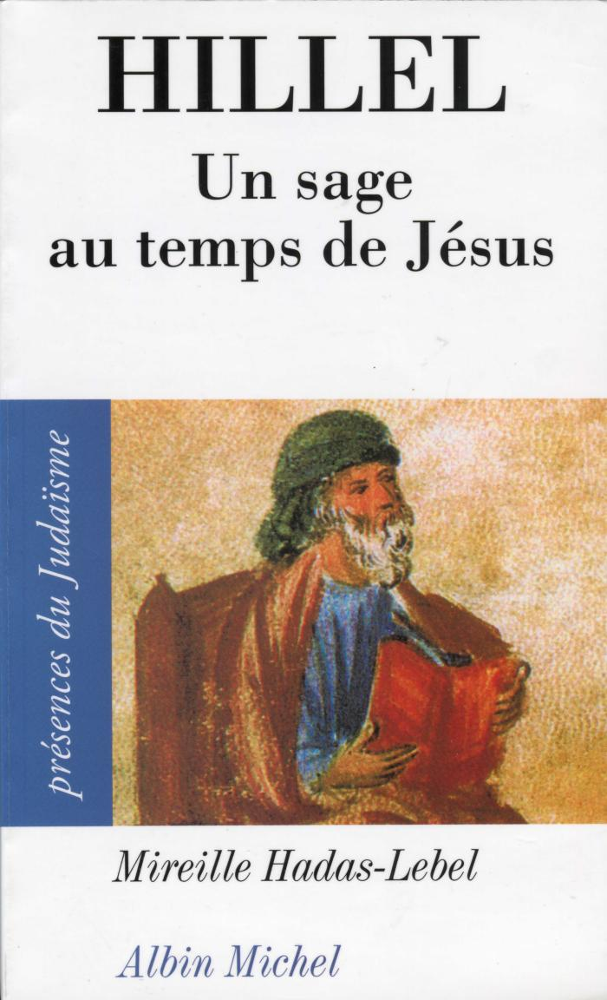 HILLEL
Un sage
au temps de Jésus
présences du Judaïsme
Mireille Hadas-Lebel
Albin Michel